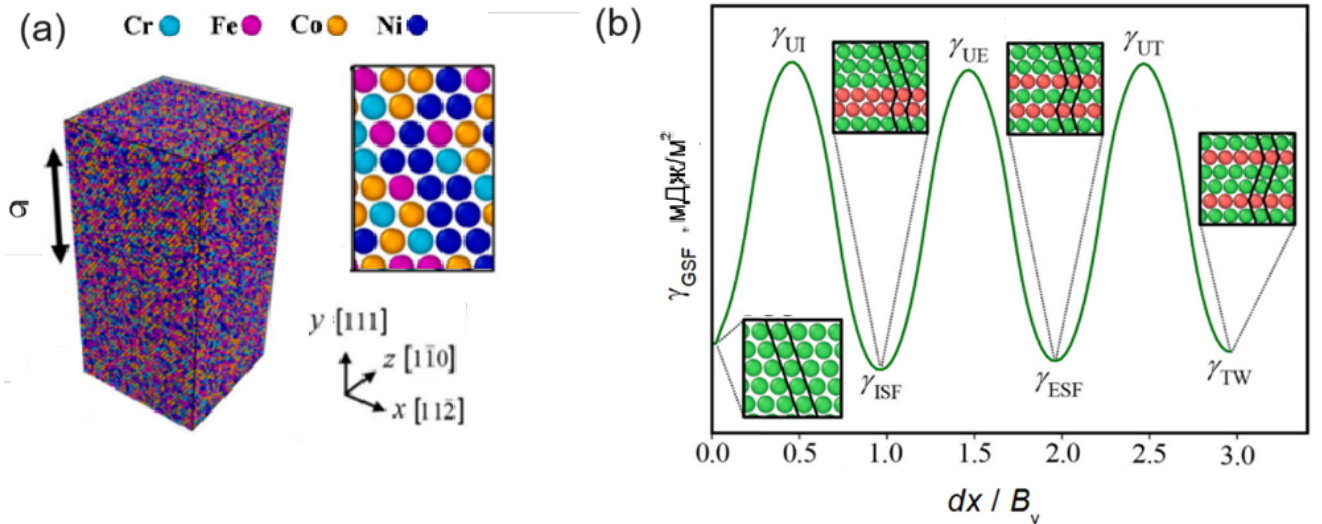 (a)
Cr Fe Co Ni
σ
y [111]
z [11̅0]
x [112̅]
(b)
γUI
γUE
γUT
γGSF , мДж/м²
γISF
γESF
γTW
0.0 0.5 1.0 1.5 2.0 2.5 3.0
dx / Bv